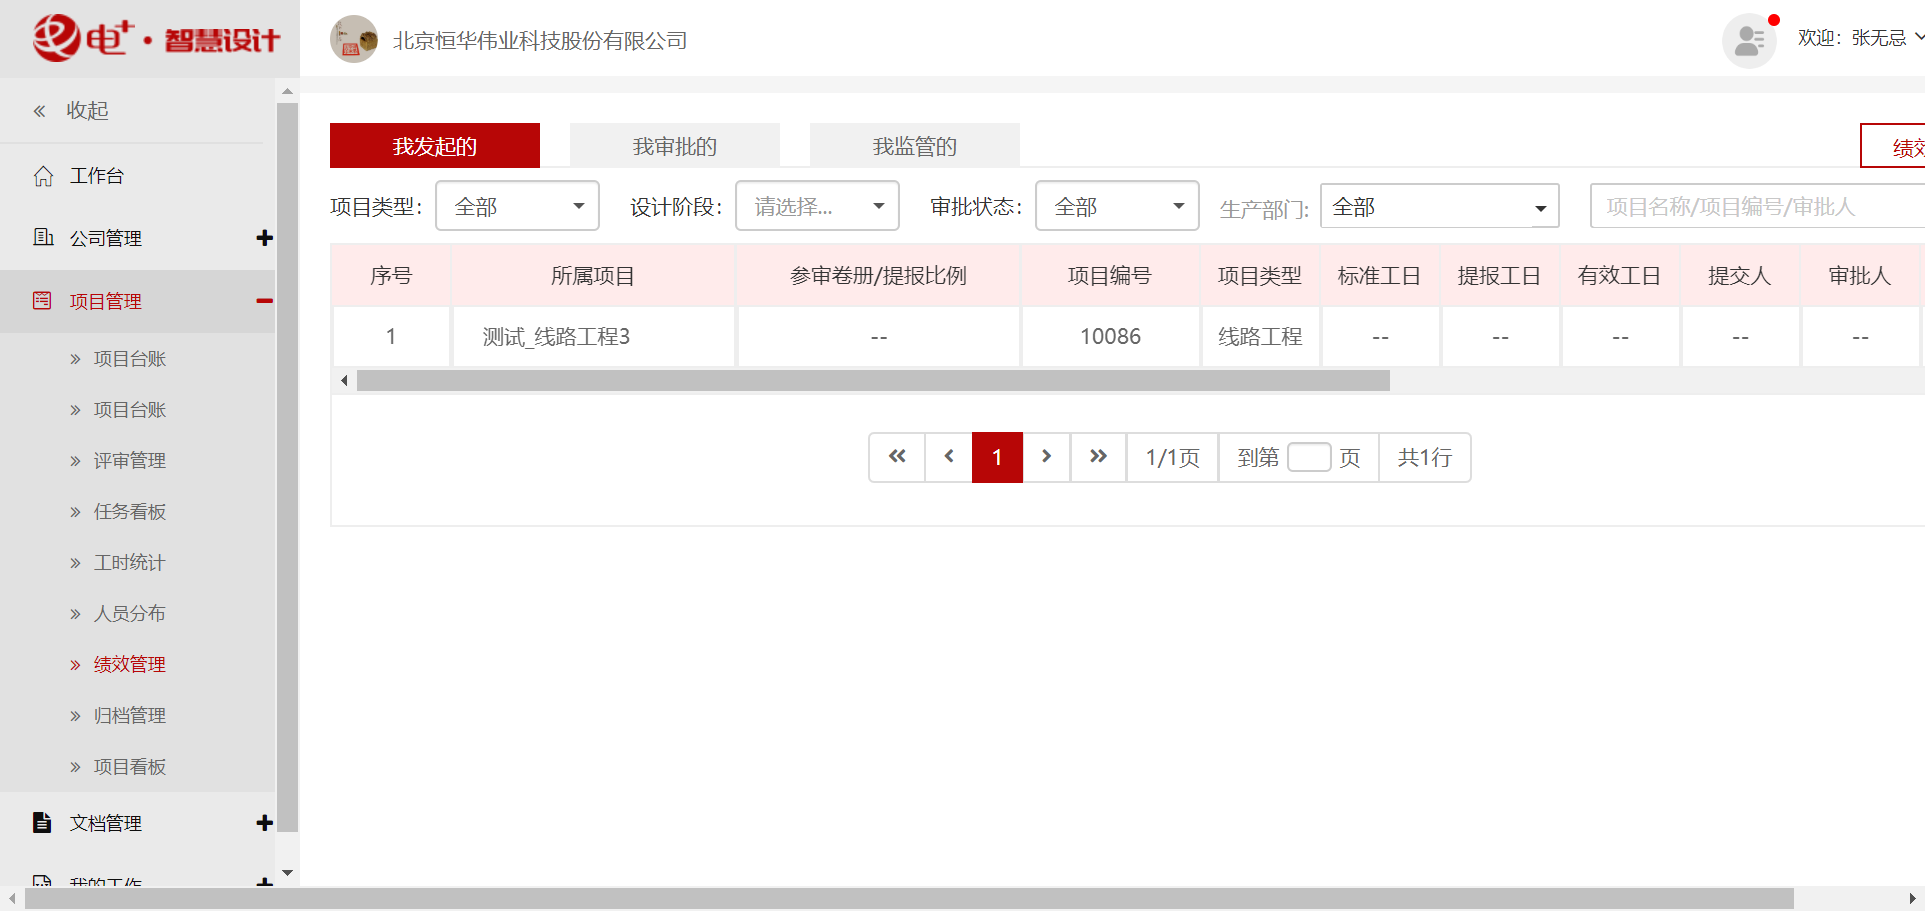 电+·智慧设计
北京恒华伟业科技股份有限公司
欢迎：张无忌
收起
工作台
公司管理
项目管理
项目台账
项目台账
评审管理
任务看板
工时统计
人员分布
绩效管理
归档管理
项目看板
文档管理
我的工作
我发起的 我审批的 我监管的
项目类型： 全部 设计阶段： 请选择... 审批状态： 全部 生产部门: 全部 项目名称/项目编号/审批人
序号 所属项目 参审卷册/提报比例 项目编号 项目类型 标准工日 提报工日 有效工日 提交人 审批人
1 测试_线路工程3 -- 10086 线路工程 -- -- -- -- --
« ‹ 1 › » 1/1页 到第 页 共1行